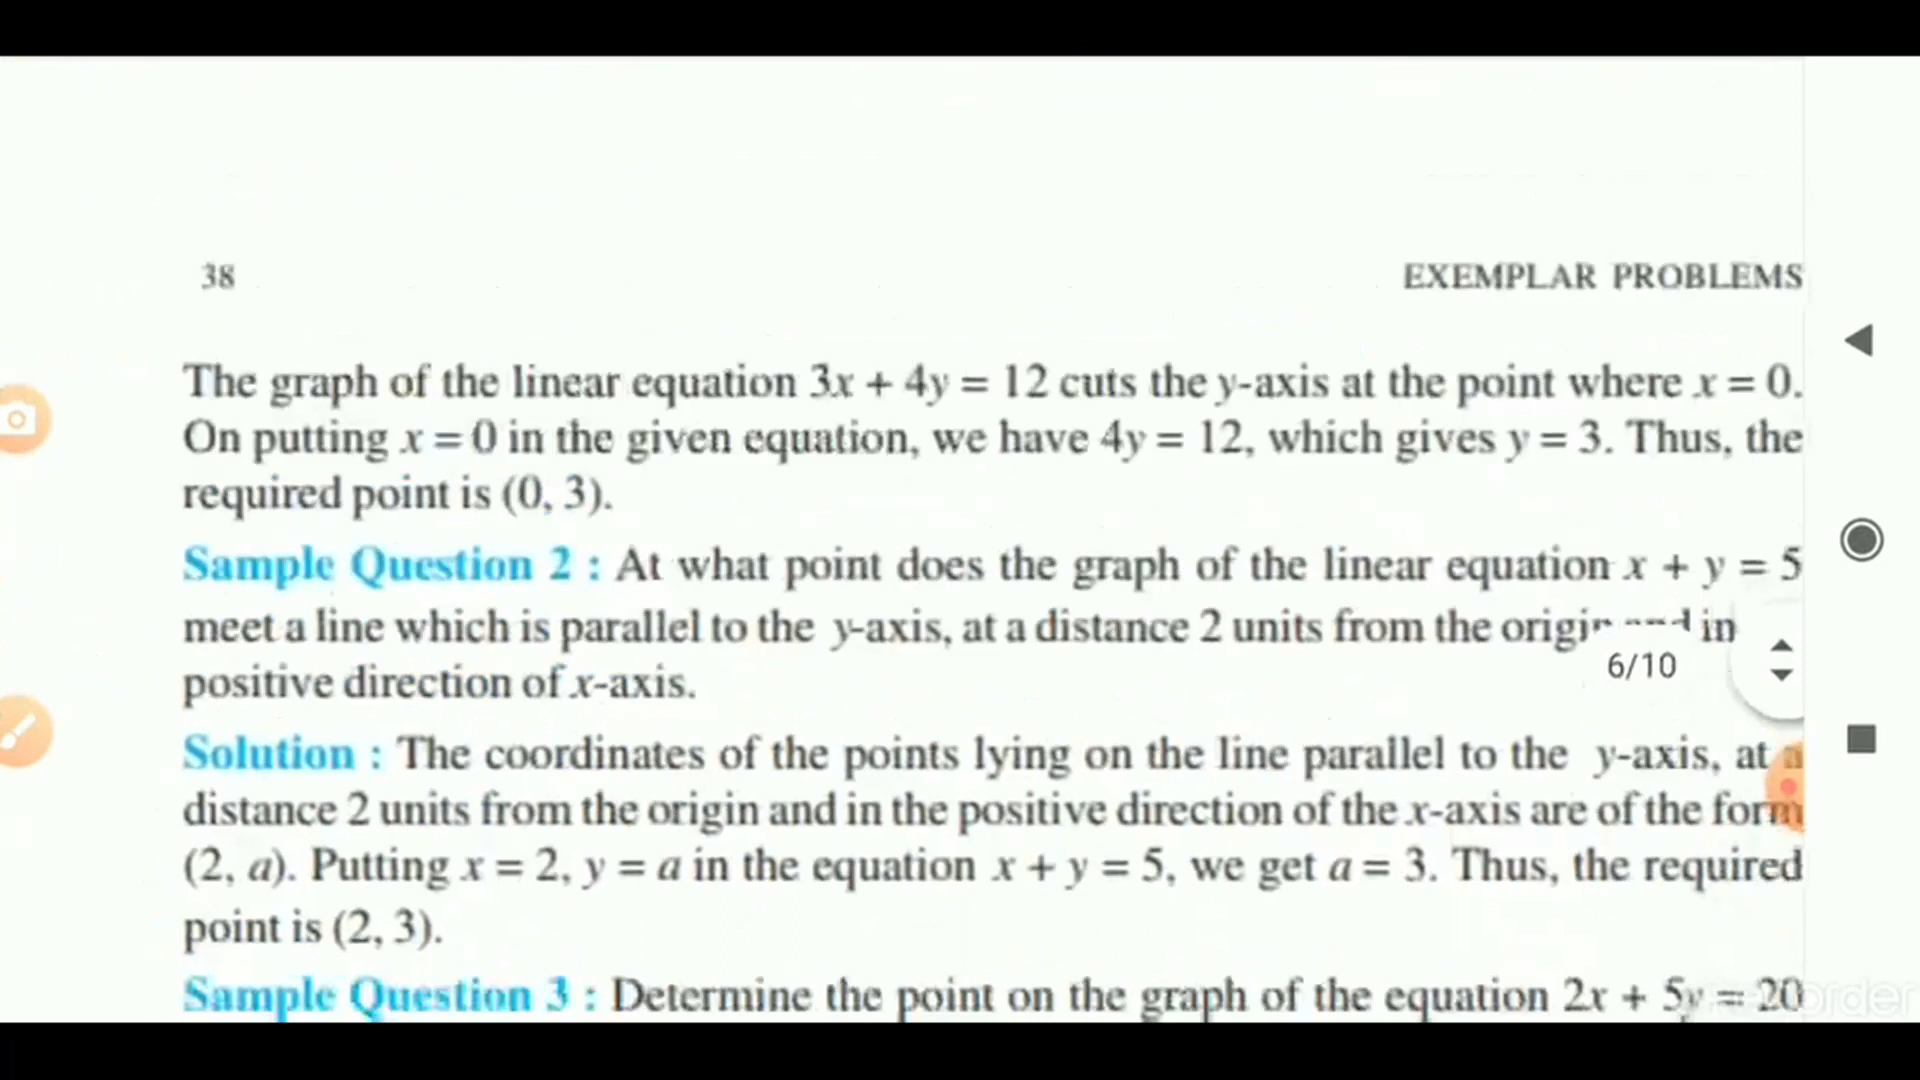 38 EXEMPLAR PROBLEMS
The graph of the linear equation 3x + 4y = 12 cuts the y-axis at the point where x = 0.
On putting x = 0 in the given equation, we have 4y = 12, which gives y = 3. Thus, the
required point is (0, 3).
Sample Question 2 : At what point does the graph of the linear equation x + y = 5
meet a line which is parallel to the y-axis, at a distance 2 units from the origin in
6/10
positive direction of x-axis.
Solution : The coordinates of the points lying on the line parallel to the y-axis, at a
distance 2 units from the origin and in the positive direction of the x-axis are of the form
(2, a). Putting x = 2, y = a in the equation x + y = 5, we get a = 3. Thus, the required
point is (2, 3).
Sample Question 3 : Determine the point on the graph of the equation 2x + 5y = 20